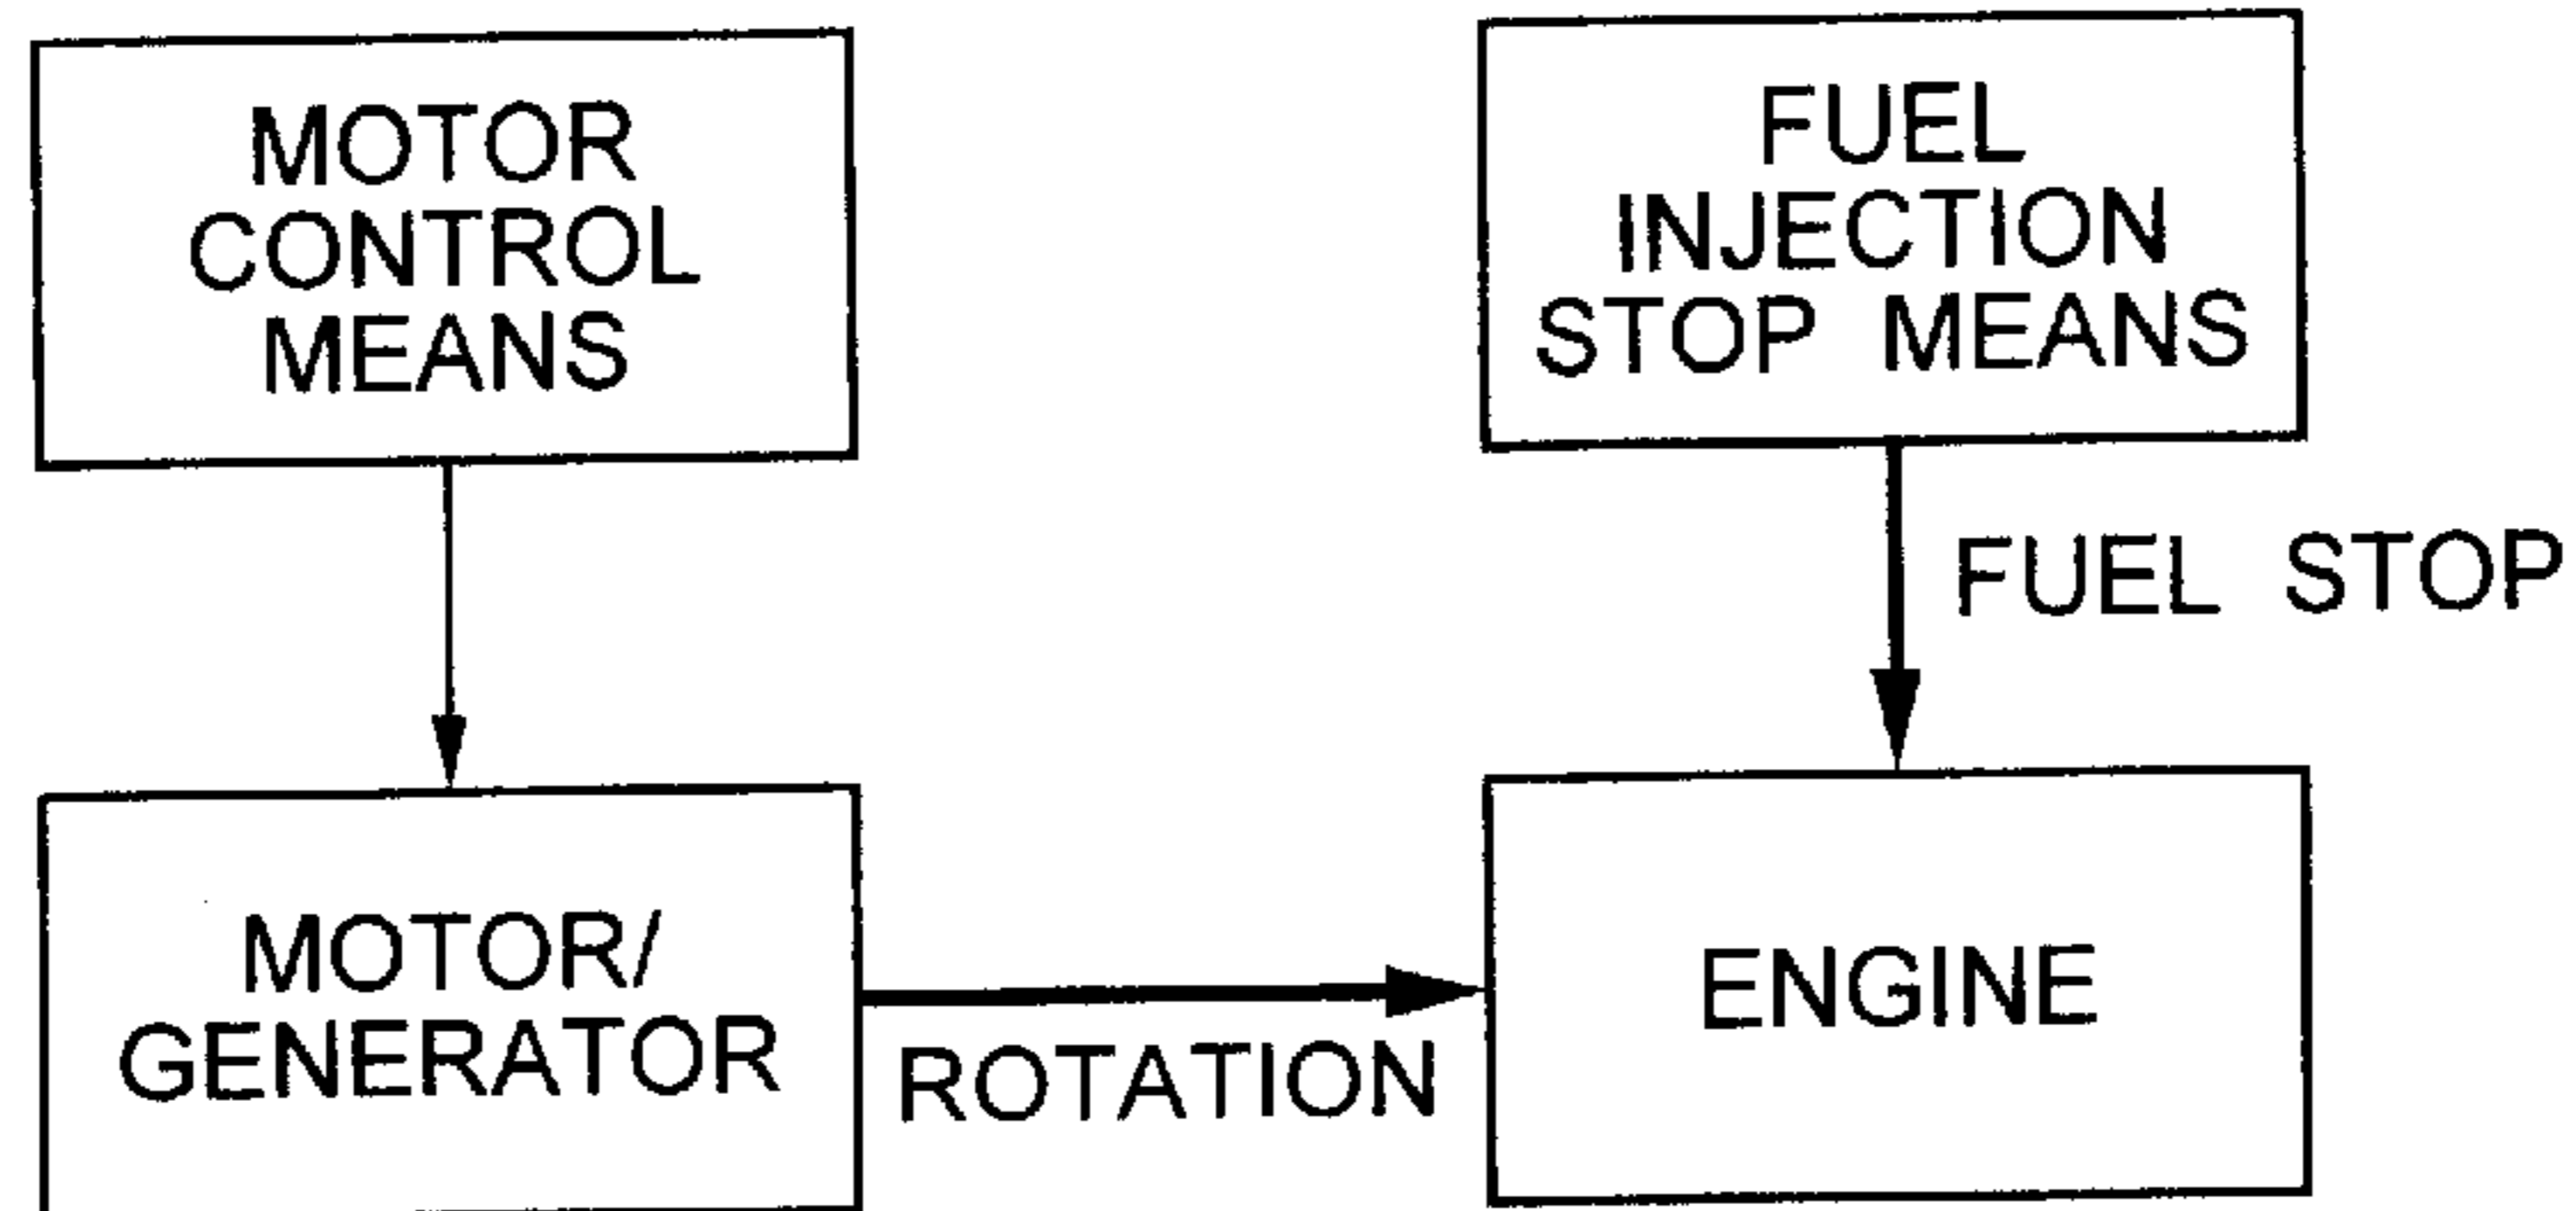 MOTOR
CONTROL
MEANS
FUEL
INJECTION
STOP MEANS
FUEL STOP
MOTOR/
GENERATOR
ROTATION
ENGINE